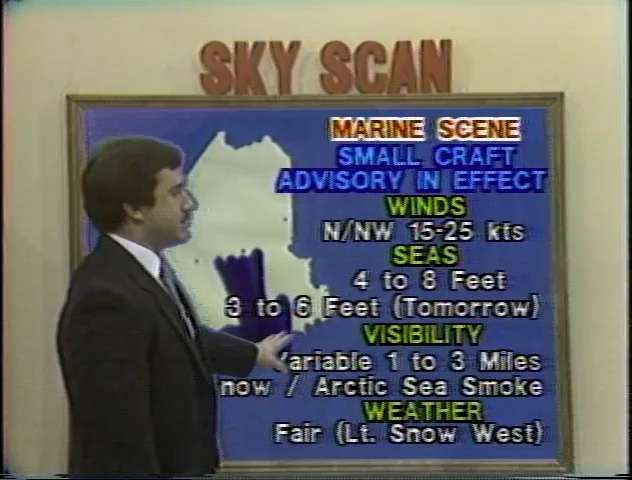 SKY SCAN
MARINE SCENE
SMALL CRAFT
ADVISORY IN EFFECT
WINDS
N/NW 15-25 kts
SEAS
4 to 8 Feet
3 to 6 Feet (Tomorrow)
VISIBILITY
Variable 1 to 3 Miles
now / Arctic Sea Smoke
WEATHER
Fair (Lt. Snow West)